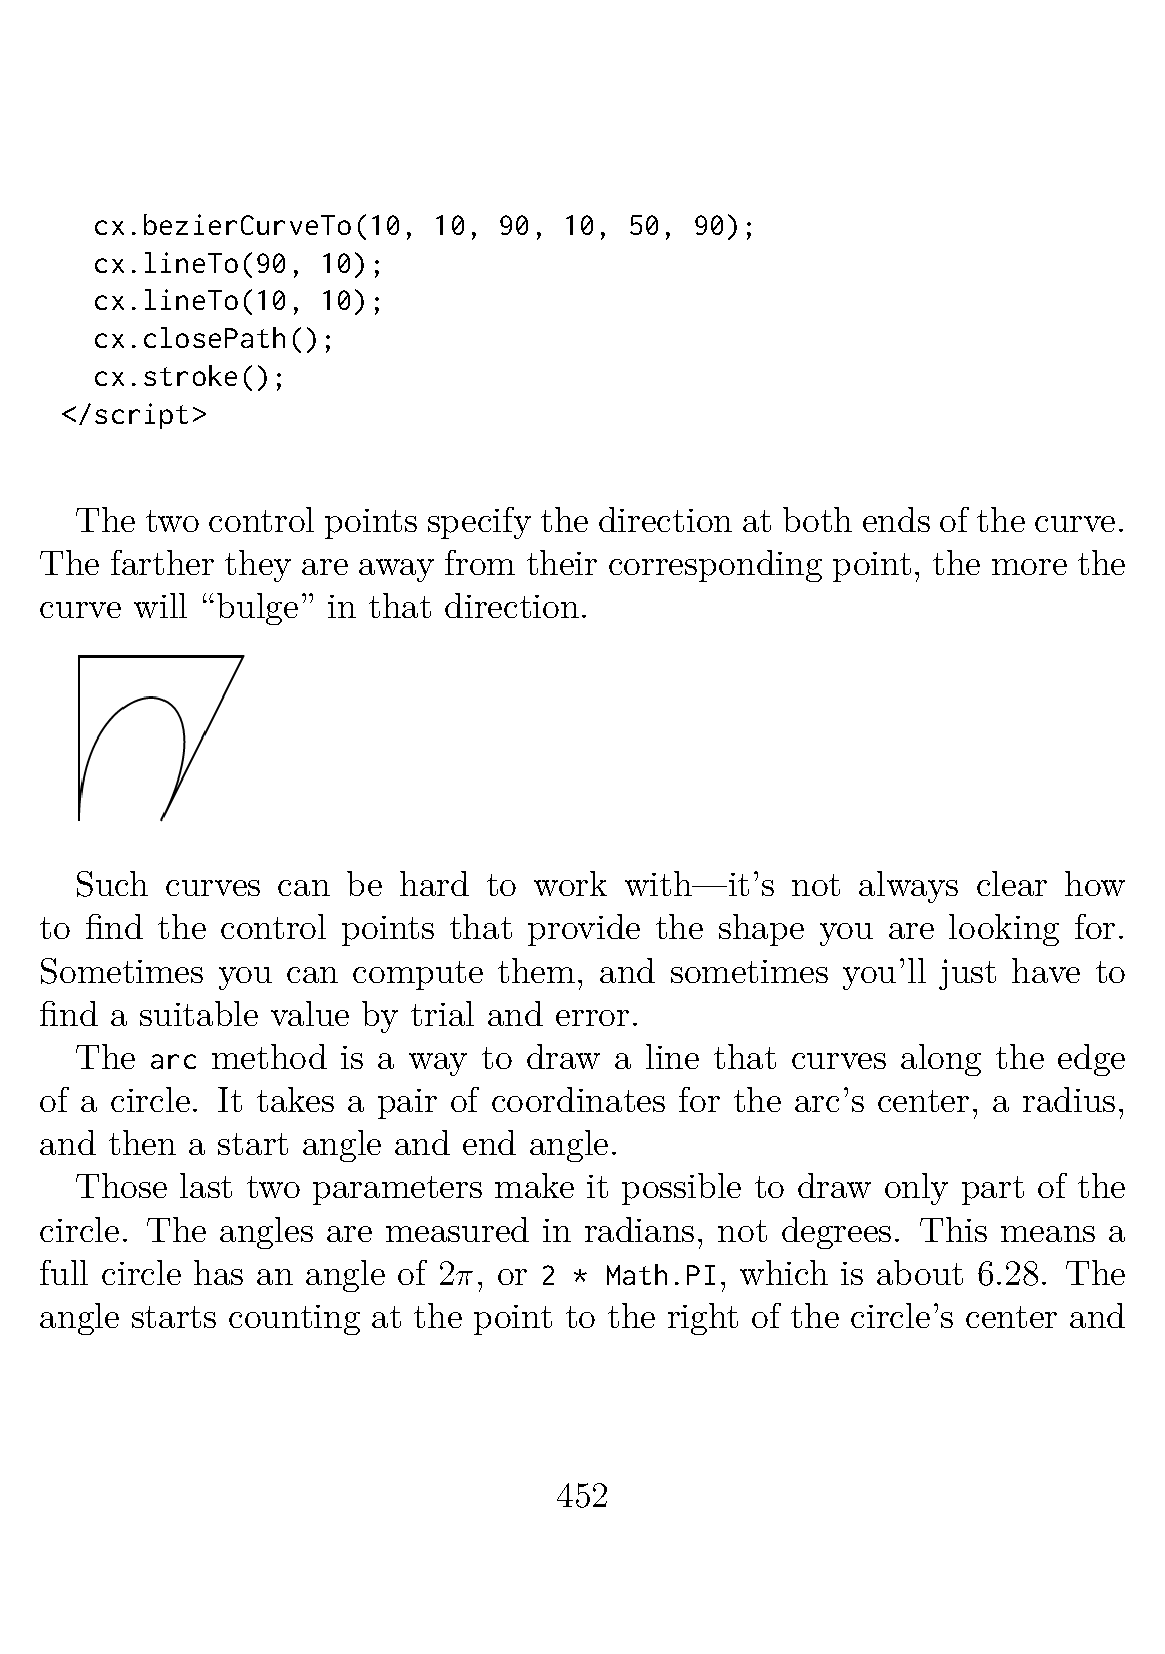 cx.bezierCurveTo(10, 10, 90, 10, 50, 90);
cx.lineTo(90, 10);
cx.lineTo(10, 10);
cx.closePath();
cx.stroke();
</script>
The two control points specify the direction at both ends of the curve.
The farther they are away from their corresponding point, the more the
curve will “bulge” in that direction.
Such curves can be hard to work with—it’s not always clear how
to find the control points that provide the shape you are looking for.
Sometimes you can compute them, and sometimes you’ll just have to
find a suitable value by trial and error.
The arc method is a way to draw a line that curves along the edge
of a circle. It takes a pair of coordinates for the arc’s center, a radius,
and then a start angle and end angle.
Those last two parameters make it possible to draw only part of the
circle. The angles are measured in radians, not degrees. This means a
full circle has an angle of 2π, or 2 * Math.PI, which is about 6.28. The
angle starts counting at the point to the right of the circle’s center and
452